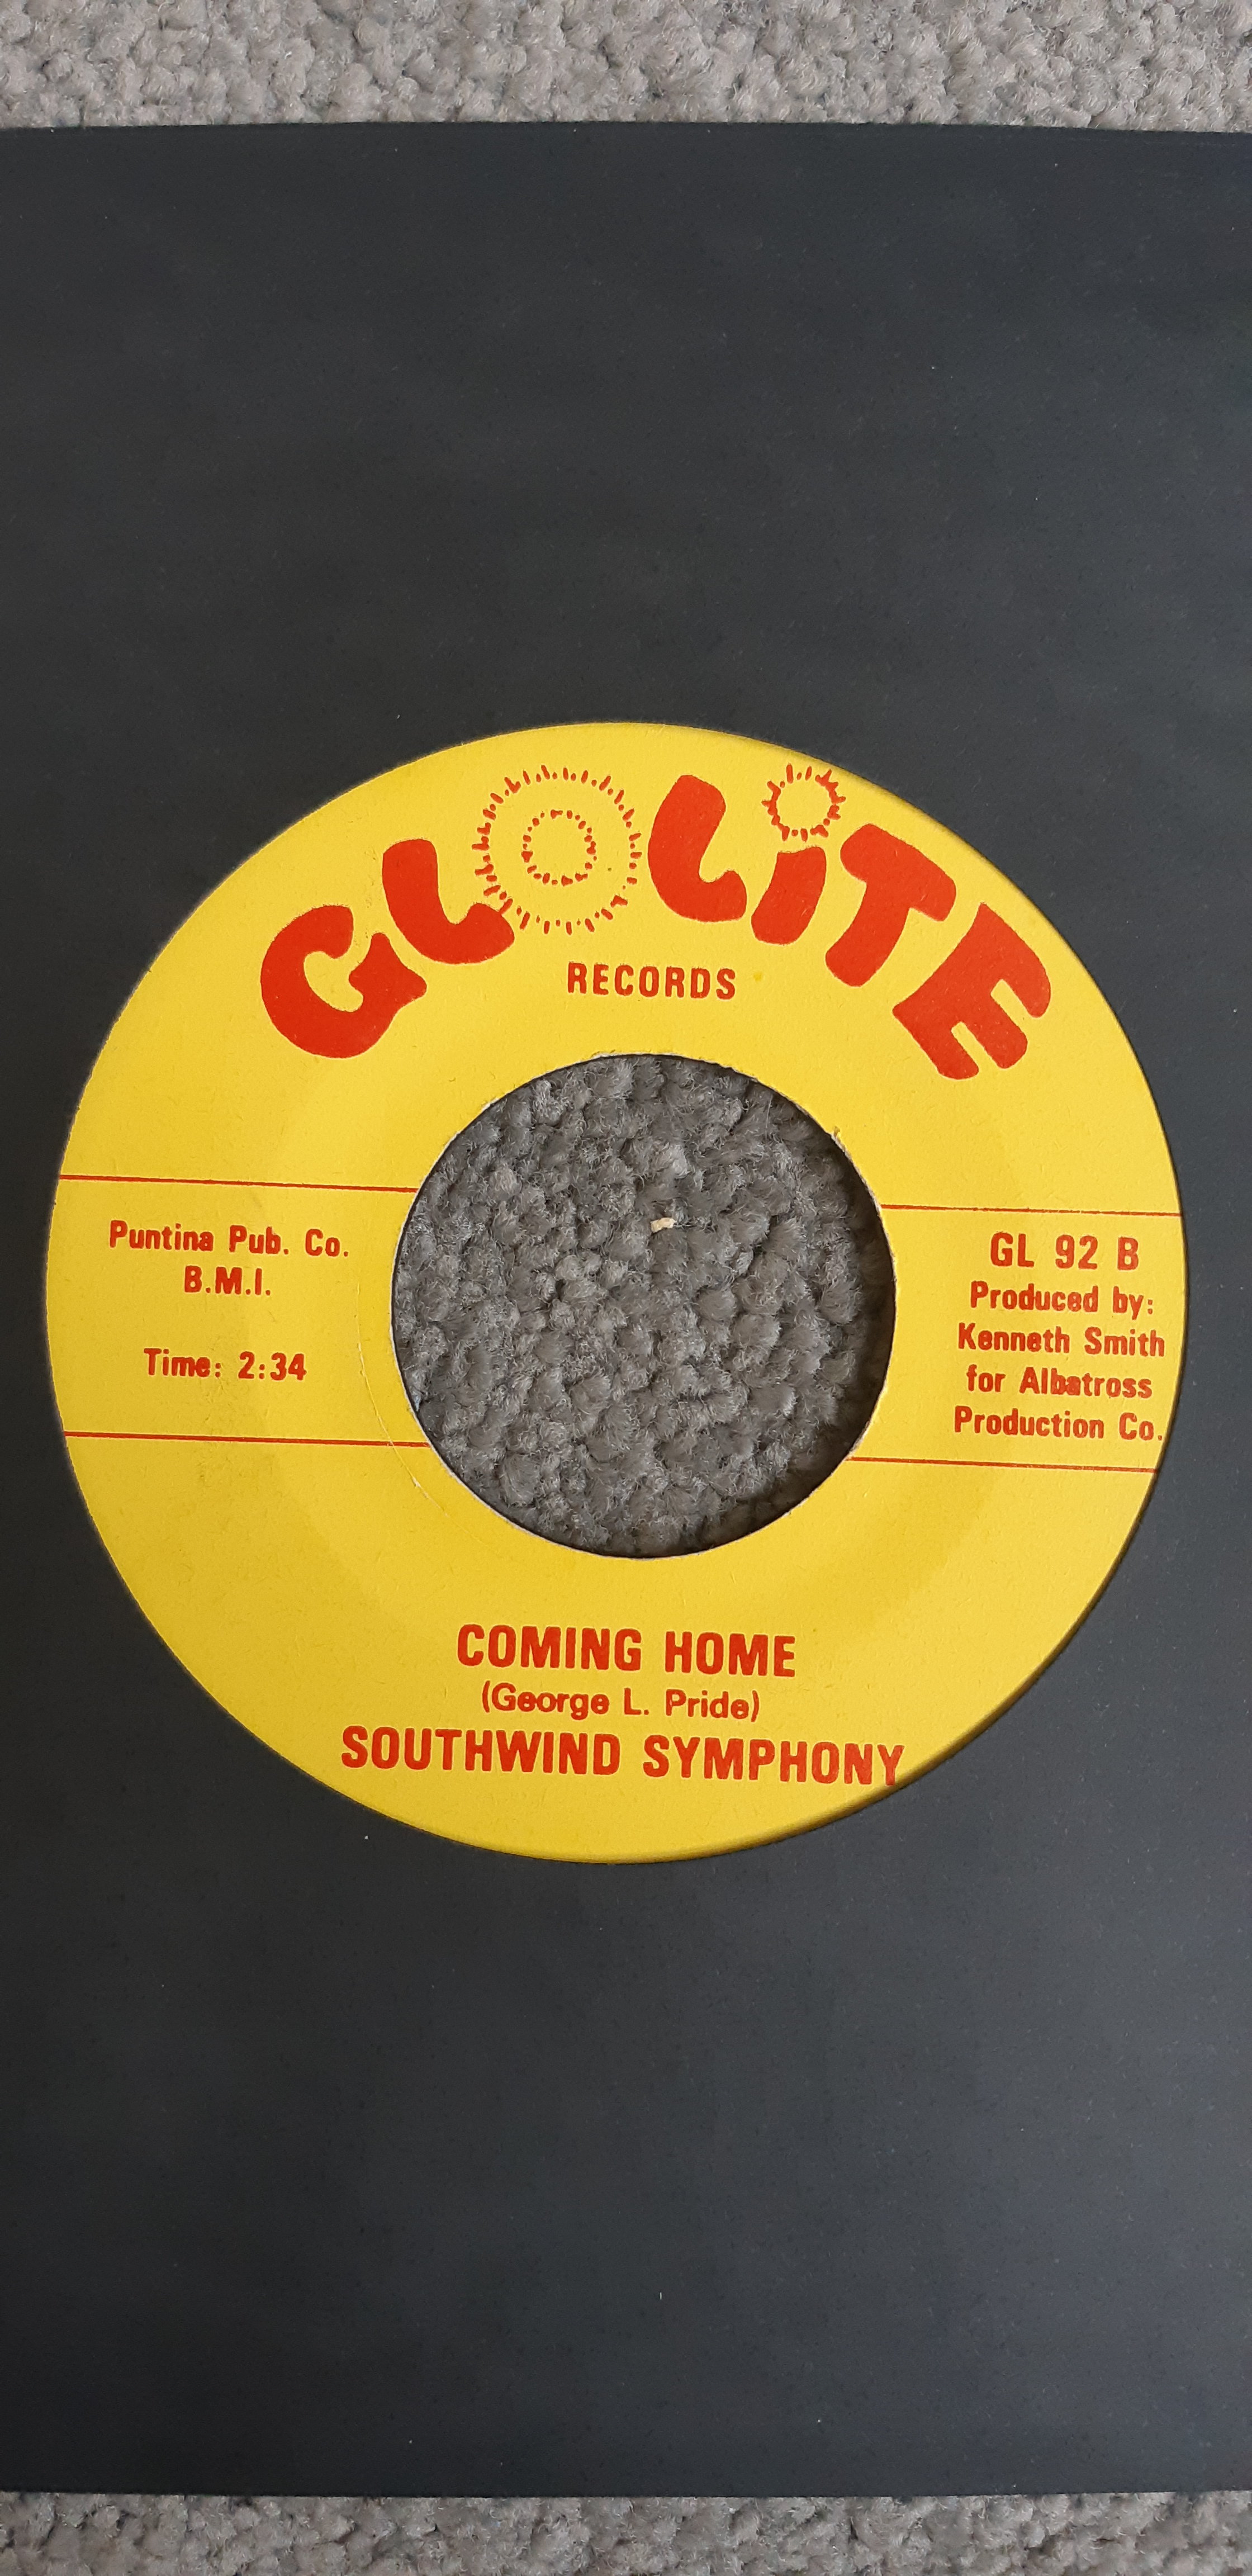 GLOLiTE
RECORDS
Puntina Pub. Co.
B.M.I.
Time: 2:34
GL 92 B
Produced by:
Kenneth Smith
for Albatross
Production Co.
COMING HOME
(George L. Pride)
SOUTHWIND SYMPHONY